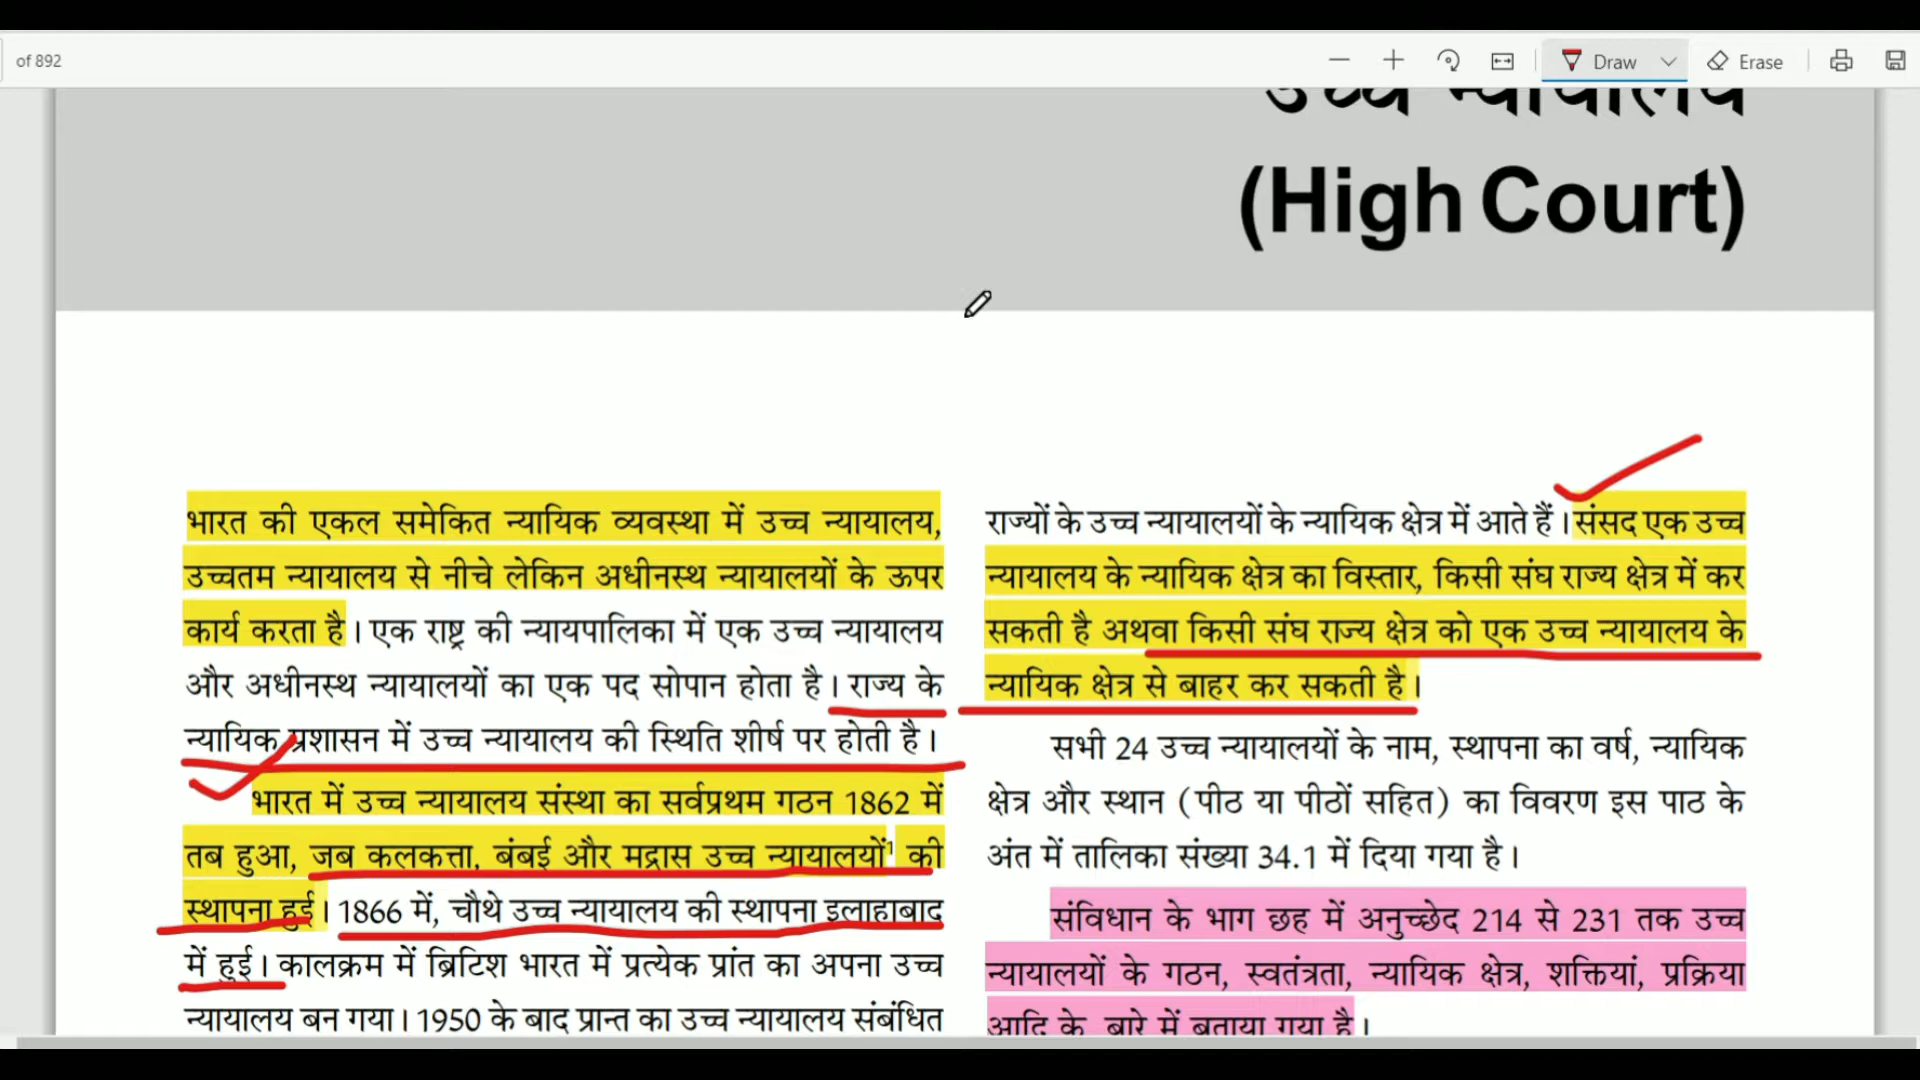 of 892
Draw
Erase
उच्च न्यायालय
(High Court)
भारत की एकल समेकित न्यायिक व्यवस्था में उच्च न्यायालय,
उच्चतम न्यायालय से नीचे लेकिन अधीनस्थ न्यायालयों के ऊपर
कार्य करता है। एक राष्ट्र की न्यायपालिका में एक उच्च न्यायालय
और अधीनस्थ न्यायालयों का एक पद सोपान होता है। राज्य के
न्यायिक प्रशासन में उच्च न्यायालय की स्थिति शीर्ष पर होती है।
भारत में उच्च न्यायालय संस्था का सर्वप्रथम गठन 1862 में
तब हुआ, जब कलकत्ता, बंबई और मद्रास उच्च न्यायालयों¹ की
स्थापना हुई। 1866 में, चौथे उच्च न्यायालय की स्थापना इलाहाबाद
में हुई। कालक्रम में ब्रिटिश भारत में प्रत्येक प्रांत का अपना उच्च
न्यायालय बन गया। 1950 के बाद प्रान्त का उच्च न्यायालय संबंधित
राज्यों के उच्च न्यायालयों के न्यायिक क्षेत्र में आते हैं। संसद एक उच्च
न्यायालय के न्यायिक क्षेत्र का विस्तार, किसी संघ राज्य क्षेत्र में कर
सकती है अथवा किसी संघ राज्य क्षेत्र को एक उच्च न्यायालय के
न्यायिक क्षेत्र से बाहर कर सकती है।
सभी 24 उच्च न्यायालयों के नाम, स्थापना का वर्ष, न्यायिक
क्षेत्र और स्थान (पीठ या पीठों सहित) का विवरण इस पाठ के
अंत में तालिका संख्या 34.1 में दिया गया है।
संविधान के भाग छह में अनुच्छेद 214 से 231 तक उच्च
न्यायालयों के गठन, स्वतंत्रता, न्यायिक क्षेत्र, शक्तियां, प्रक्रिया
आदि के बारे में बताया गया है।